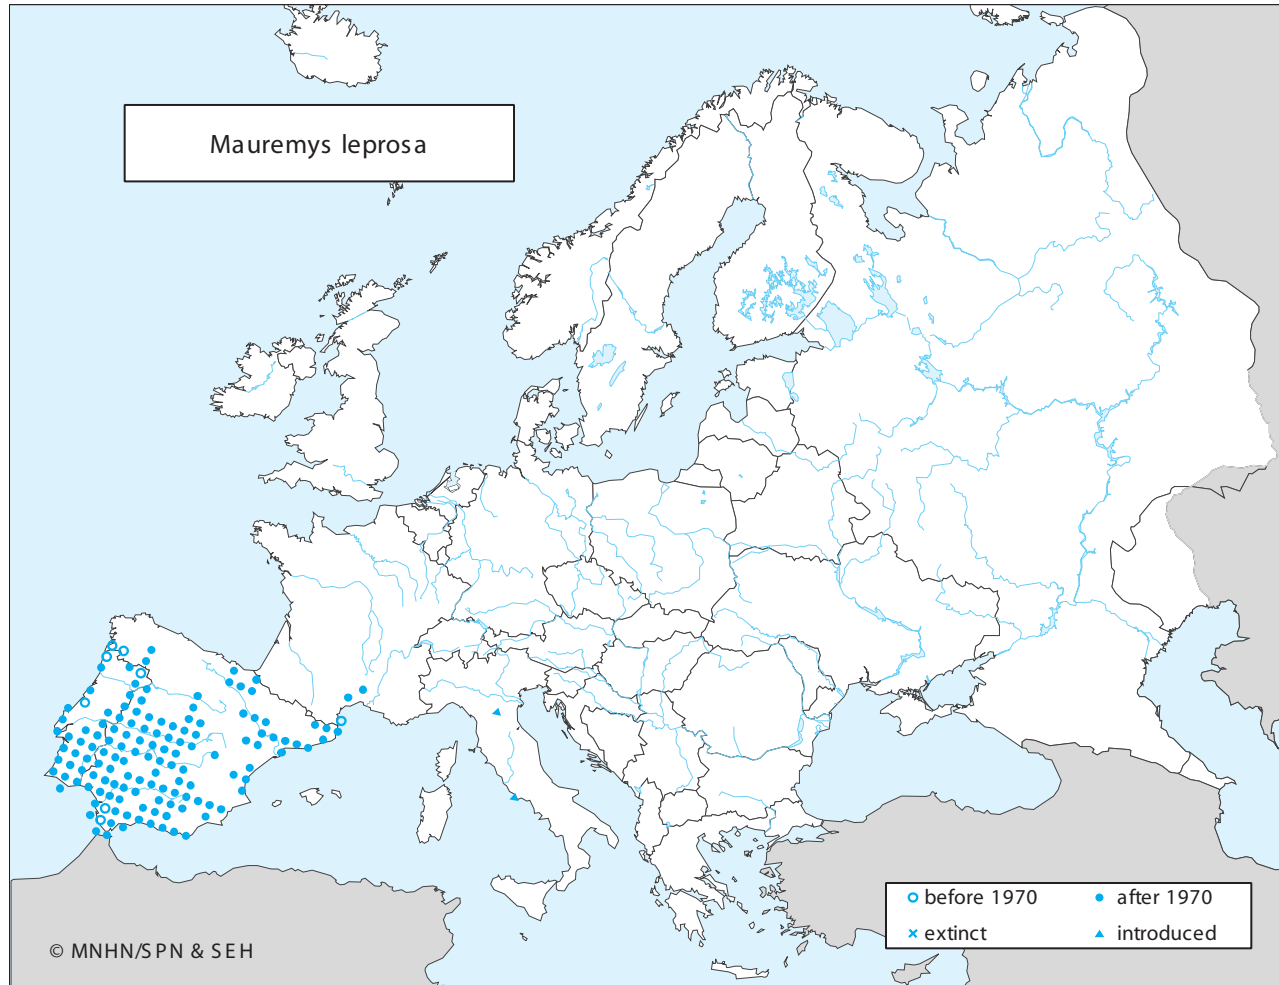 Mauremys leprosa
before 1970
after 1970
extinct
introduced
© MNHN/SPN & SEH